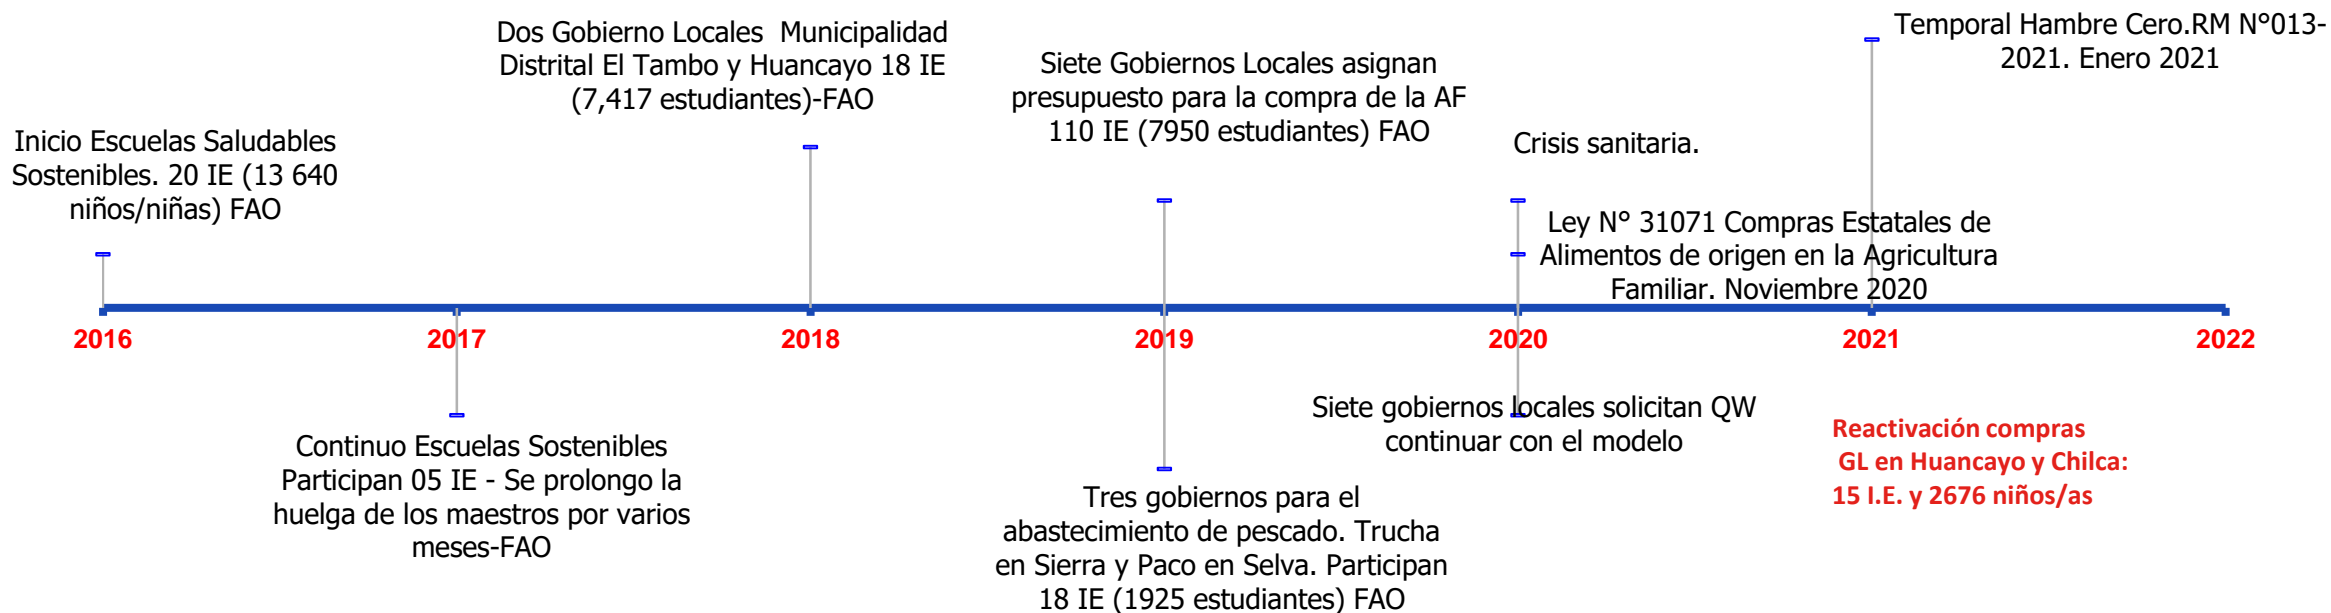 Inicio Escuelas Saludables
Sostenibles. 20 IE (13 640
niños/niñas) FAO
Dos Gobierno Locales  Municipalidad
Distrital El Tambo y Huancayo 18 IE
(7,417 estudiantes)-FAO
Siete Gobiernos Locales asignan
presupuesto para la compra de la AF
110 IE (7950 estudiantes) FAO
Crisis sanitaria.
Ley N° 31071 Compras Estatales de
Alimentos de origen en la Agricultura
Familiar. Noviembre 2020
Temporal Hambre Cero.RM N°013-
2021. Enero 2021
2016
2017
2018
2019
2020
2021
2022
Continuo Escuelas Sostenibles
Participan 05 IE - Se prolongo la
huelga de los maestros por varios
meses-FAO
Tres gobiernos para el
abastecimiento de pescado. Trucha
en Sierra y Paco en Selva. Participan
18 IE (1925 estudiantes) FAO
Siete gobiernos locales solicitan QW
continuar con el modelo
Reactivación compras
GL en Huancayo y Chilca:
15 I.E. y 2676 niños/as